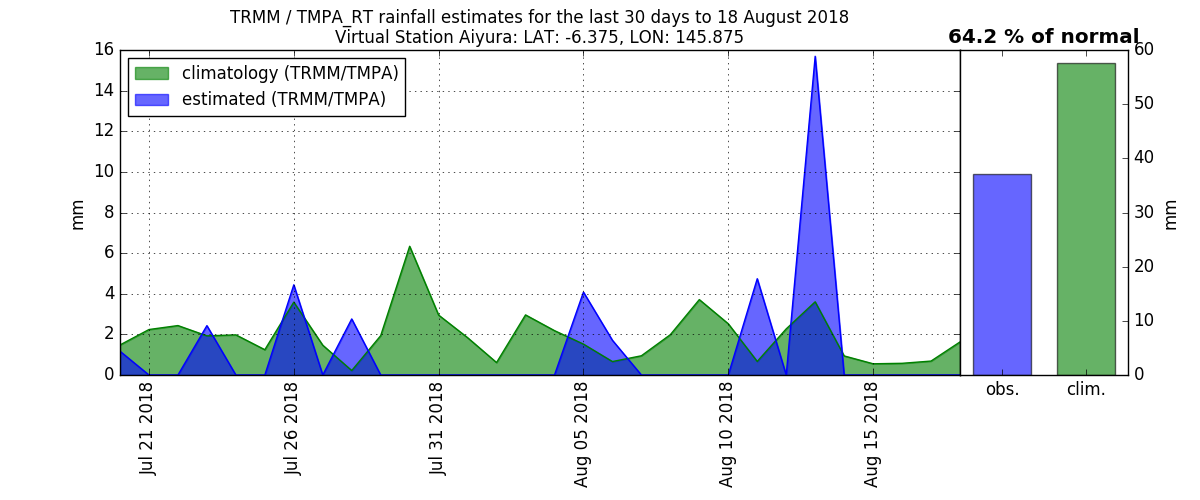 TRMM / TMPA_RT rainfall estimates for the last 30 days to 18 August 2018
Virtual Station Aiyura: LAT: -6.375, LON: 145.875
64.2 % of normal
climatology (TRMM/TMPA)
estimated (TRMM/TMPA)
16
14
12
10
8
6
4
2
0
mm
Jul 21 2018
Jul 26 2018
Jul 31 2018
Aug 05 2018
Aug 10 2018
Aug 15 2018
60
50
40
30
20
10
0
mm
obs.
clim.